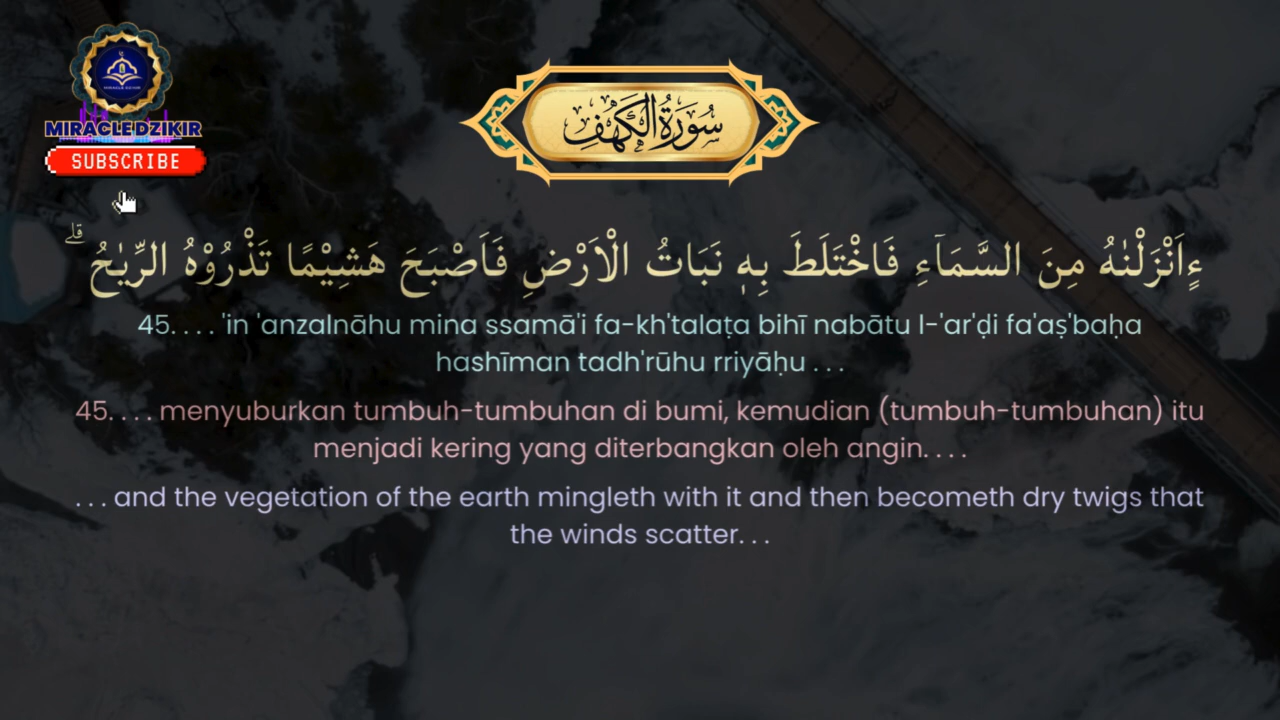 MIRACLE DZIKIR
SUBSCRIBE
سُورَةُ الْكَهْفِ
ءٍاَنْزَلْنٰهُ مِنَ السَّمَاۤءِ فَاخْتَلَطَ بِهٖ نَبَاتُ الْاَرْضِ فَاَصْبَحَ هَشِيْمًا تَذْرُوْهُ الرِّيٰحُ ۗ
45. . . . 'in 'anzalnāhu mina ssamā'i fa-kh'talaṭa bihī nabātu l-'ar'ḍi fa'aṣ'baḥa
hashīman tadh'rūhu rriyāḥu . . .
45. . . . menyuburkan tumbuh-tumbuhan di bumi, kemudian (tumbuh-tumbuhan) itu
menjadi kering yang diterbangkan oleh angin. . . .
. . . and the vegetation of the earth mingleth with it and then becometh dry twigs that
the winds scatter. . .